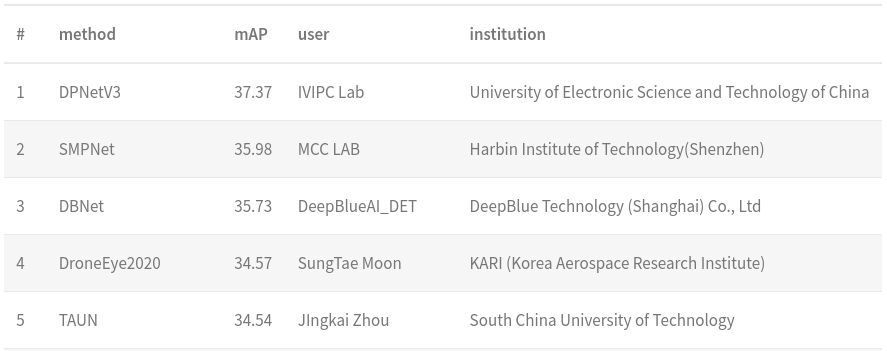 # method mAP user institution
1 DPNetV3 37.37 IVIPC Lab University of Electronic Science and Technology of China
2 SMPNet 35.98 MCC LAB Harbin Institute of Technology(Shenzhen)
3 DBNet 35.73 DeepBlueAI_DET DeepBlue Technology (Shanghai) Co., Ltd
4 DroneEye2020 34.57 SungTae Moon KARI (Korea Aerospace Research Institute)
5 TAUN 34.54 JIngkai Zhou South China University of Technology